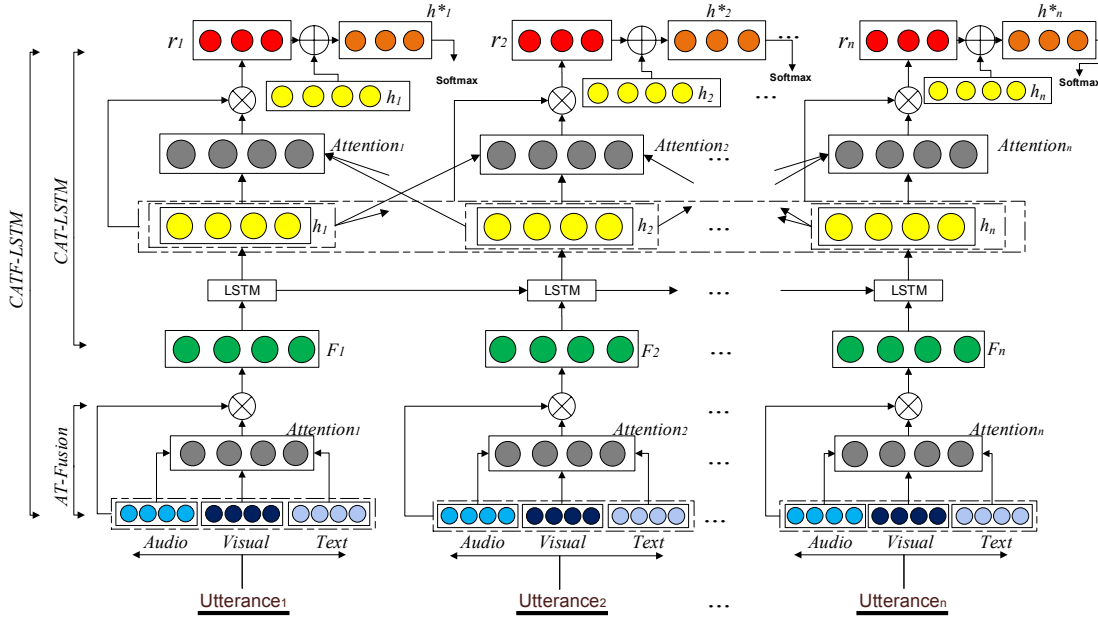 h*1 h*2 h*n
r1 r2 ... rn
Softmax Softmax Softmax
h1 h2 ... hn
Attention1 Attention2 ... Attentionn
CATF-LSTM CAT-LSTM
h1 h2 ... hn
LSTM LSTM ... LSTM
F1 F2 ... Fn
...
AT-Fusion
Attention1 Attention2 ... Attentionn
...
Audio Visual Text Audio Visual Text Audio Visual Text
Utterance1 Utterance2 ... Utterancen